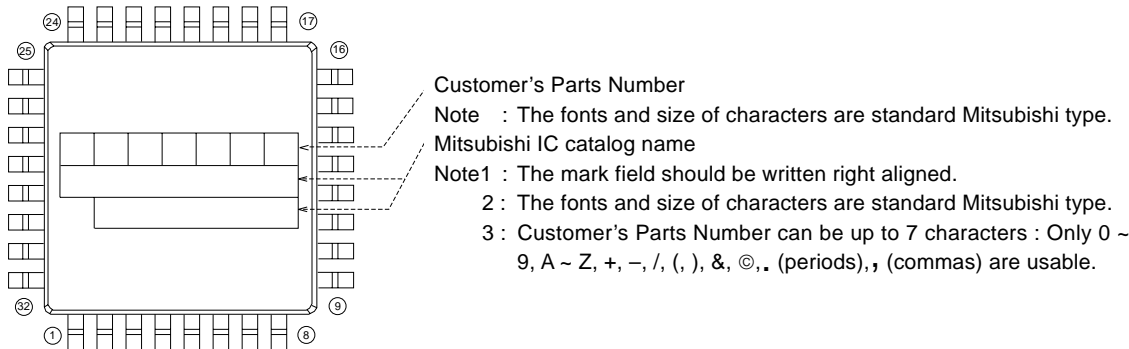 24
17
25
16
Customer's Parts Number
Note : The fonts and size of characters are standard Mitsubishi type.
Mitsubishi IC catalog name
Note1 : The mark field should be written right aligned.
2 : The fonts and size of characters are standard Mitsubishi type.
3 : Customer's Parts Number can be up to 7 characters : Only 0 ~
9, A ~ Z, +, –, /, (, ), &, ©, . (periods), , (commas) are usable.
32
9
1
8